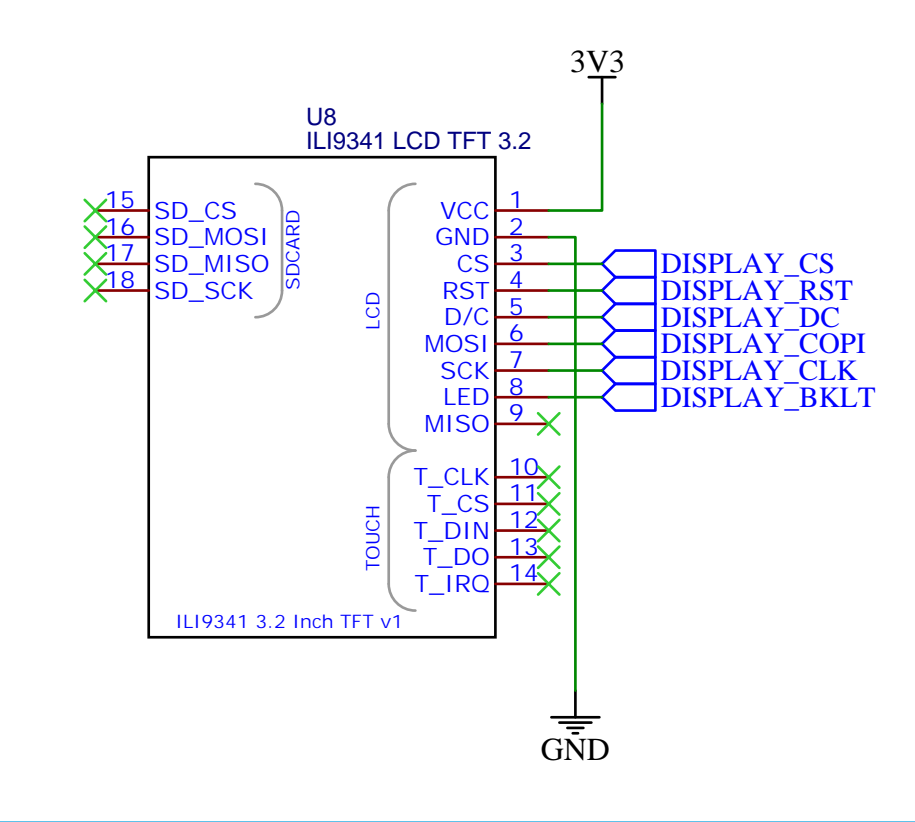 3V3
U8
ILI9341 LCD TFT 3.2
15 SD_CS
16 SD_MOSI
17 SD_MISO
18 SD_SCK
SDCARD
LCD
VCC 1
GND 2
CS 3 DISPLAY_CS
RST 4 DISPLAY_RST
D/C 5 DISPLAY_DC
MOSI 6 DISPLAY_COPI
SCK 7 DISPLAY_CLK
LED 8 DISPLAY_BKLT
MISO 9
TOUCH
T_CLK 10
T_CS 11
T_DIN 12
T_DO 13
T_IRQ 14
ILI9341 3.2 Inch TFT v1
GND